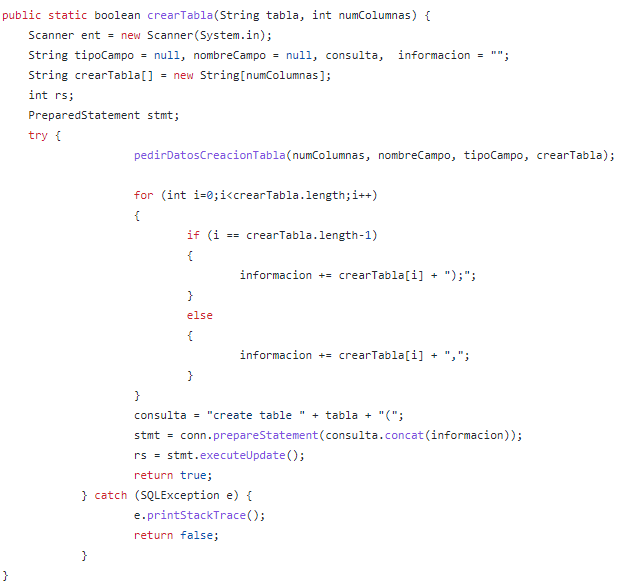 public static boolean crearTabla(String tabla, int numColumnas) {
Scanner ent = new Scanner(System.in);
String tipoCampo = null, nombreCampo = null, consulta,  informacion = "";
String crearTabla[] = new String[numColumnas];
int rs;
PreparedStatement stmt;
try {
pedirDatosCreacionTabla(numColumnas, nombreCampo, tipoCampo, crearTabla);
for (int i=0;i<crearTabla.length;i++)
{
if (i == crearTabla.length-1)
{
informacion += crearTabla[i] + ");";
}
else
{
informacion += crearTabla[i] + ",";
}
}
consulta = "create table " + tabla + "(";
stmt = conn.prepareStatement(consulta.concat(informacion));
rs = stmt.executeUpdate();
return true;
} catch (SQLException e) {
e.printStackTrace();
return false;
}
}